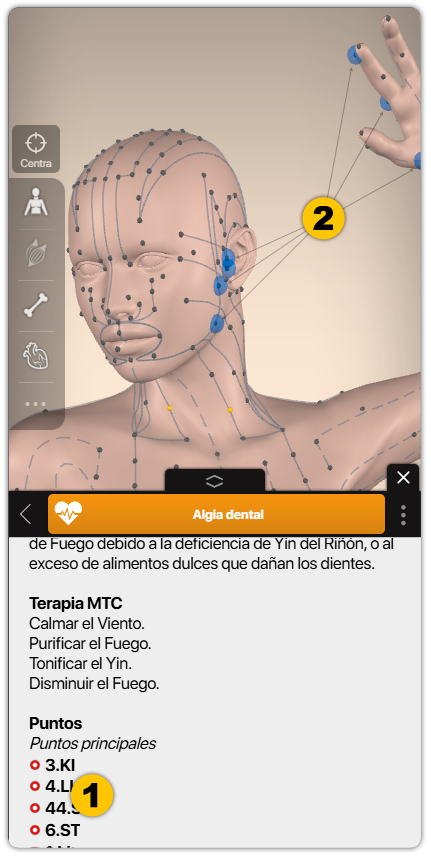 2
Centra
Algia dental
de Fuego debido a la deficiencia de Yin del Riñón, o al
exceso de alimentos dulces que dañan los dientes.
Terapia MTC
Calmar el Viento.
Purificar el Fuego.
Tonificar el Yin.
Disminuir el Fuego.
Puntos
Puntos principales
3.KI
4.LI
1
44.S
6.ST